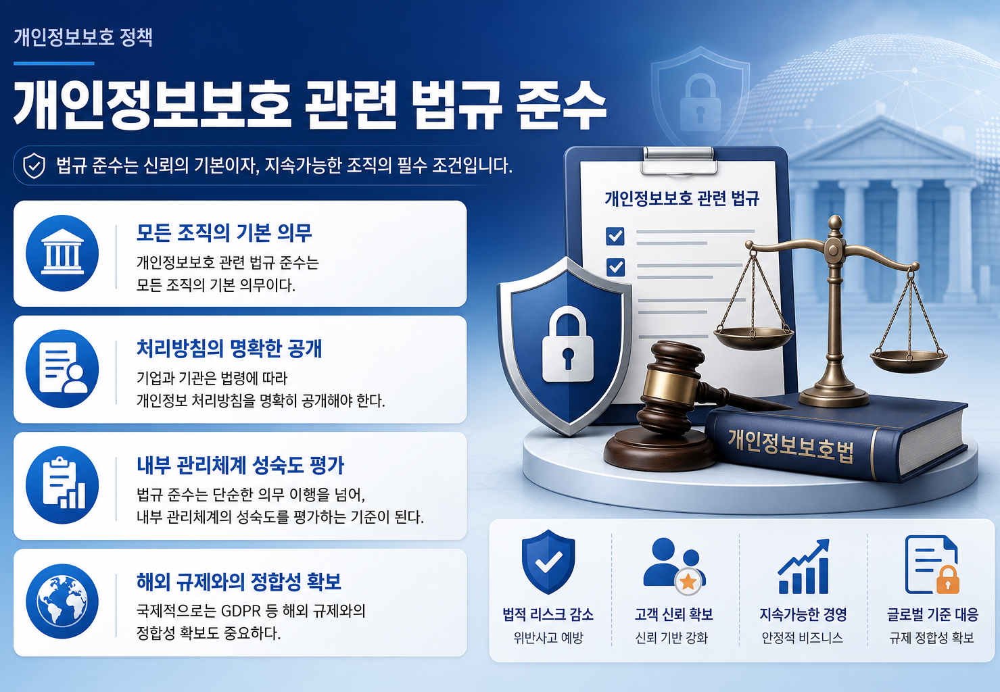 개인정보보호 정책
개인정보보호 관련 법규 준수
법규 준수는 신뢰의 기본이자, 지속가능한 조직의 필수 조건입니다.
모든 조직의 기본 의무
개인정보보호 관련 법규 준수는
모든 조직의 기본 의무이다.
처리방침의 명확한 공개
기업과 기관은 법령에 따라
개인정보 처리방침을 명확히 공개해야 한다.
내부 관리체계 성숙도 평가
법규 준수는 단순한 의무 이행을 넘어,
내부 관리체계의 성숙도를 평가하는 기준이 된다.
해외 규제와의 정합성 확보
국제적으로는 GDPR 등 해외 규제와의
정합성 확보도 중요하다.
개인정보보호 관련 법규
개인정보보호법
법적 리스크 감소
위반사고 예방
고객 신뢰 확보
신뢰 기반 강화
지속가능한 경영
안정적 비즈니스
글로벌 기준 대응
규제 정합성 확보